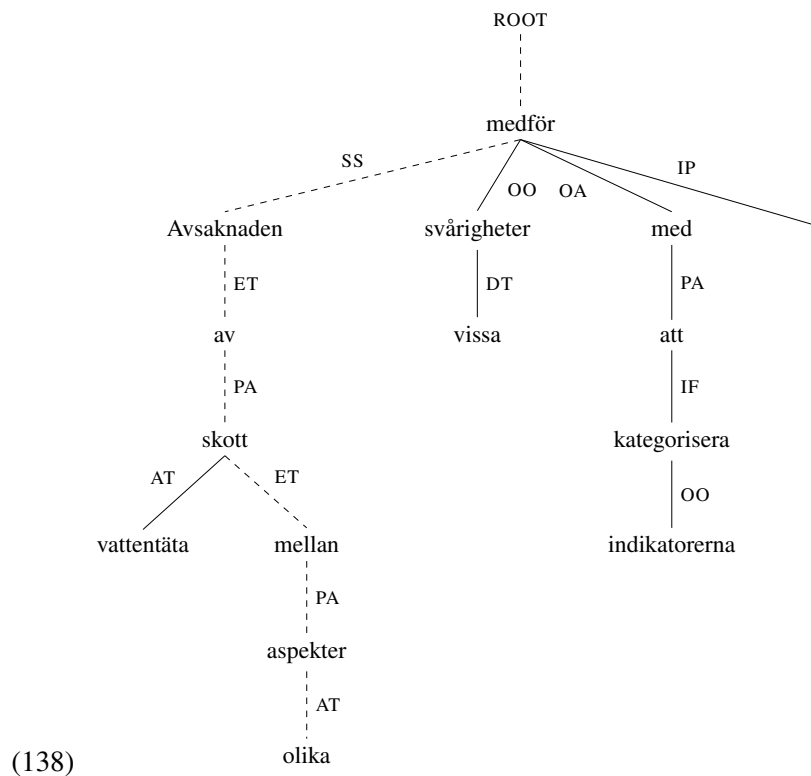 ROOT
medför
SS OO OA IP
Avsaknaden svårigheter med
ET DT PA
av vissa att
PA IF
skott kategorisera
AT ET OO
vattentäta mellan indikatorerna
PA
aspekter
AT
(138) olika